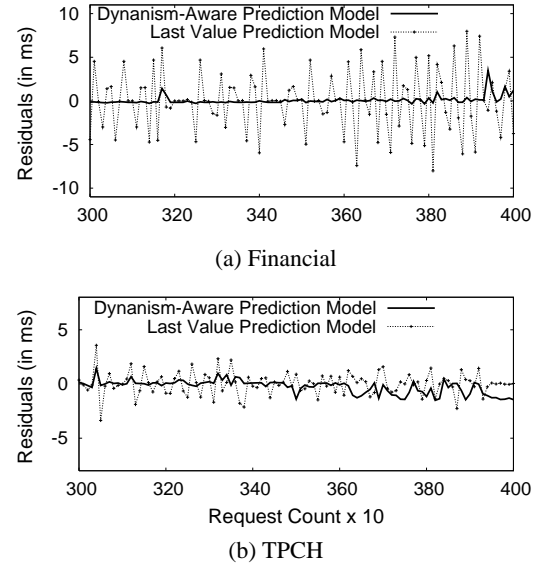 Dynanism-Aware Prediction Model
Last Value Prediction Model
Residuals (in ms)
10
5
0
-5
-10
300
320
340
360
380
400
(a) Financial
Dynanism-Aware Prediction Model
Last Value Prediction Model
Residuals (in ms)
5
0
-5
300
320
340
360
380
400
Request Count x 10
(b) TPCH